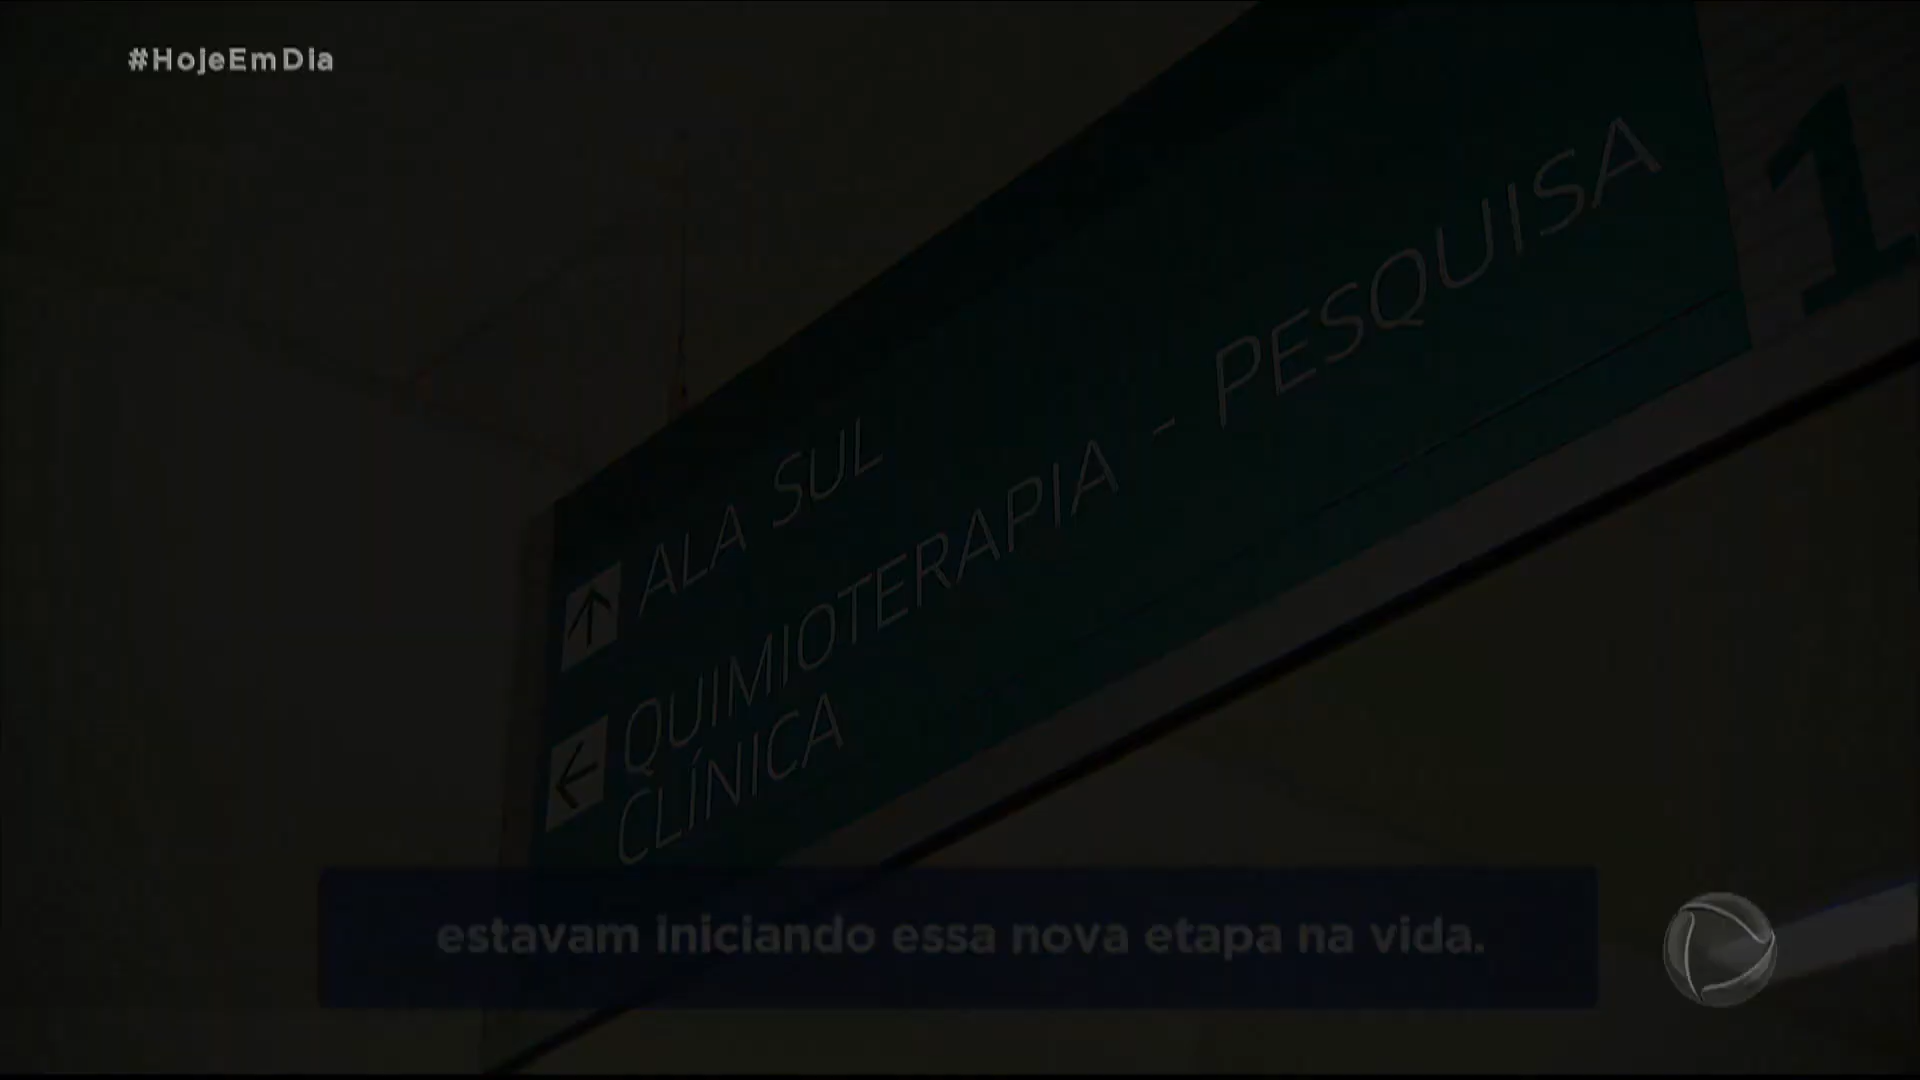 #HojeEmDia
1
ALA SUL
QUIMIOTERAPIA - PESQUISA
CLÍNICA
estavam iniciando essa nova etapa na vida.